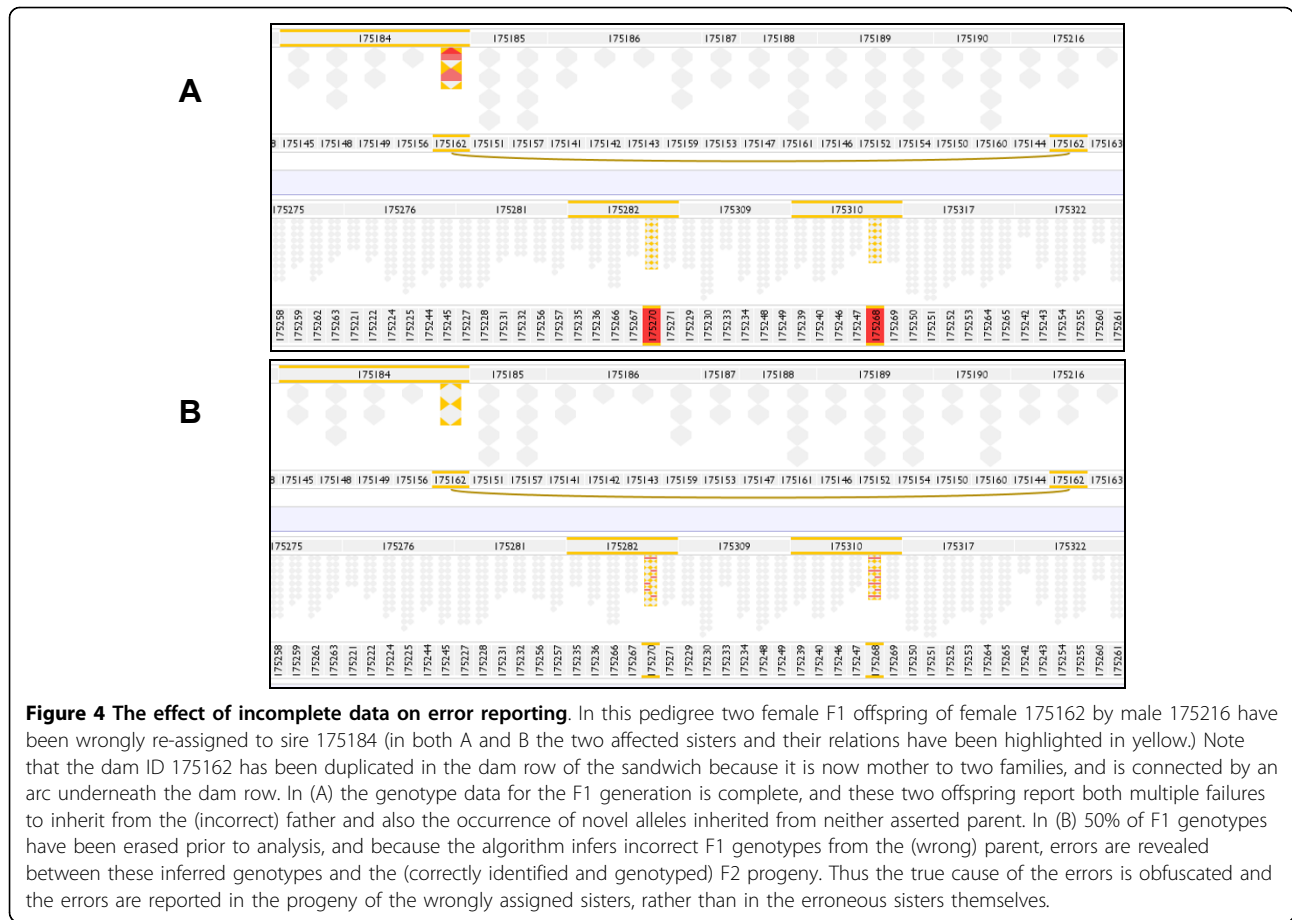 175184 175185 175186 175187 175188 175189 175190 175216
A
8 175145 175148 175149 175156 175162 175151 175157 175141 175142 175143 175159 175153 175147 175161 175146 175152 175154 175150 175160 175144 175162 175163
175275 175276 175281 175282 175309 175310 175317 175322
175258 175259 175262 175263 175221 175222 175224 175225 175244 175245 175227 175228 175231 175232 175256 175257 175235 175236 175266 175267 175270 175271 175229 175230 175233 175234 175248 175249 175239 175240 175246 175247 175268 175269 175250 175251 175252 175253 175264 175265 175242 175243 175254 175255 175260 175261
175184 175185 175186 175187 175188 175189 175190 175216
B
8 175145 175148 175149 175156 175162 175151 175157 175141 175142 175143 175159 175153 175147 175161 175146 175152 175154 175150 175160 175144 175162 175163
175275 175276 175281 175282 175309 175310 175317 175322
175258 175259 175262 175263 175221 175222 175224 175225 175244 175245 175227 175228 175231 175232 175256 175257 175235 175236 175266 175267 175270 175271 175229 175230 175233 175234 175248 175249 175239 175240 175246 175247 175268 175269 175250 175251 175252 175253 175264 175265 175242 175243 175254 175255 175260 175261
Figure 4 The effect of incomplete data on error reporting. In this pedigree two female F1 offspring of female 175162 by male 175216 have
been wrongly re-assigned to sire 175184 (in both A and B the two affected sisters and their relations have been highlighted in yellow.) Note
that the dam ID 175162 has been duplicated in the dam row of the sandwich because it is now mother to two families, and is connected by an
arc underneath the dam row. In (A) the genotype data for the F1 generation is complete, and these two offspring report both multiple failures
to inherit from the (incorrect) father and also the occurrence of novel alleles inherited from neither asserted parent. In (B) 50% of F1 genotypes
have been erased prior to analysis, and because the algorithm infers incorrect F1 genotypes from the (wrong) parent, errors are revealed
between these inferred genotypes and the (correctly identified and genotyped) F2 progeny. Thus the true cause of the errors is obfuscated and
the errors are reported in the progeny of the wrongly assigned sisters, rather than in the erroneous sisters themselves.